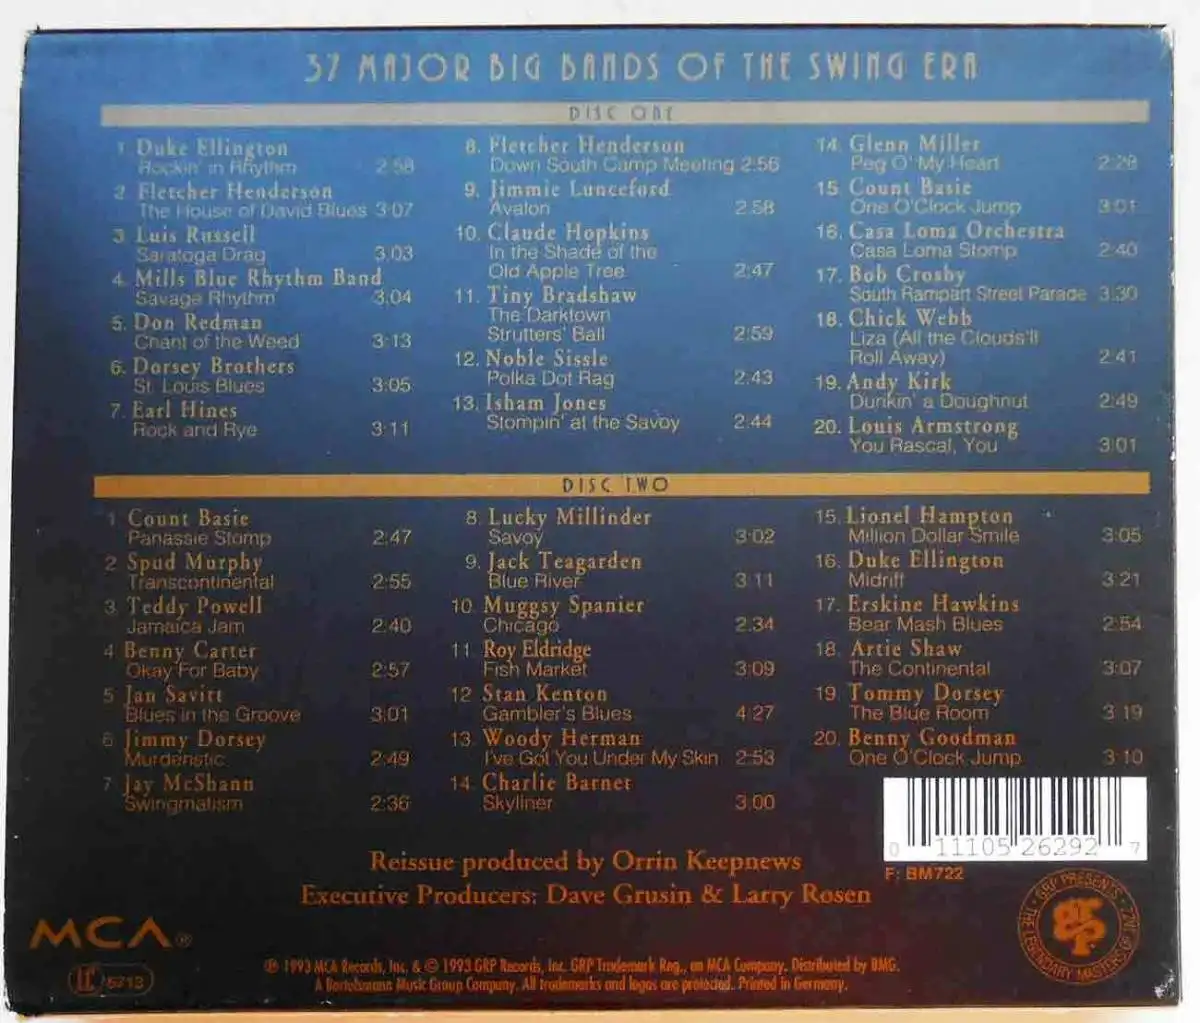 37 MAJOR BIG BANDS OF THE SWING ERA
DISC ONE
1 Duke Ellington
Rockin' in Rhythm 2:58
2 Fletcher Henderson
The House of David Blues 3:07
3 Luis Russell
Saratoga Drag 3:03
4. Mills Blue Rhythm Band
Savage Rhythm 3:04
5. Don Redman
Chant of the Weed 3:13
6. Dorsey Brothers
St. Louis Blues 3:05
7. Earl Hines
Rock and Rye 3:11
8. Fletcher Henderson
Down South Camp Meeting 2:56
9. Jimmie Lunceford
Avalon 2:58
10. Claude Hopkins
In the Shade of the
Old Apple Tree 2:47
11. Tiny Bradshaw
The Darktown
Strutters' Ball 2:59
12. Noble Sissle
Polka Dot Rag 2:43
13. Isham Jones
Stompin' at the Savoy 2:44
14. Glenn Miller
Peg O' My Heart 2:28
15. Count Basie
One O'Clock Jump 3:01
16. Casa Loma Orchestra
Casa Loma Stomp 2:40
17. Bob Crosby
South Rampart Street Parade 3:30
18. Chick Webb
Liza (All the Clouds'll
Roll Away) 2:41
19. Andy Kirk
Dunkin' a Doughnut 2:49
20. Louis Armstrong
You Rascal, You 3:01
DISC TWO
1 Count Basie
Panassie Stomp 2:47
2 Spud Murphy
Transcontinental 2:55
3 Teddy Powell
Jamaica Jam 2:40
4 Benny Carter
Okay For Baby 2:57
5 Jan Savitt
Blues in the Groove 3:01
6 Jimmy Dorsey
Murderistic 2:49
7 Jay McShann
Swingmatism 2:36
8. Lucky Millinder
Savoy 3:02
9. Jack Teagarden
Blue River 3:11
10. Muggsy Spanier
Chicago 2:34
11 Roy Eldridge
Fish Market 3:09
12 Stan Kenton
Gambler's Blues 4:27
13. Woody Herman
I've Got You Under My Skin 2:53
14 Charlie Barnet
Skyliner 3:00
15. Lionel Hampton
Million Dollar Smile 3:05
16. Duke Ellington
Midriff 3:21
17. Erskine Hawkins
Bear Mash Blues 2:54
18. Artie Shaw
The Continental 3:07
19 Tommy Dorsey
The Blue Room 3:19
20. Benny Goodman
One O'Clock Jump 3:10
0 11105 26292 7
F: BM722
Reissue produced by Orrin Keepnews
Executive Producers: Dave Grusin & Larry Rosen
MCA®
LC 5713
℗ 1993 MCA Records, Inc. & © 1993 GRP Records, Inc. GRP Trademark Reg., an MCA Company. Distributed by BMG.
A Bertelsmann Music Group Company. All trademarks and logos are protected. Printed in Germany.
GRP PRESENTS
THE LEGENDARY MASTERS OF JAZZ
GRP